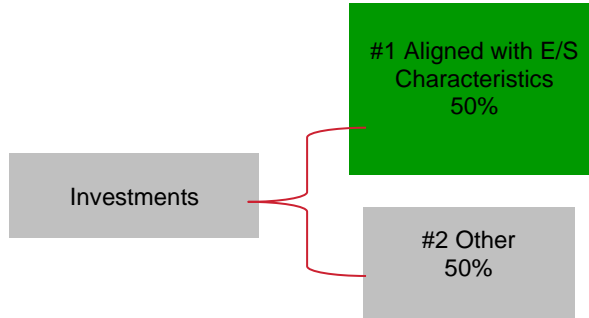 #1 Aligned with E/S
Characteristics
50%
Investments
#2 Other
50%